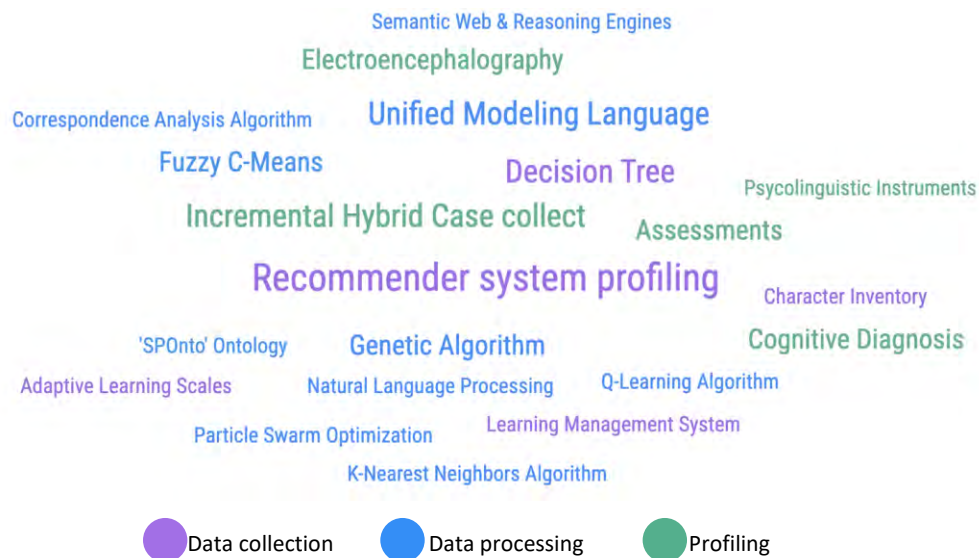 Semantic Web & Reasoning Engines
Electroencephalography
Unified Modeling Language
Correspondence Analysis Algorithm
Fuzzy C-Means
Decision Tree
Psycolinguistic Instruments
Incremental Hybrid Case collect
Assessments
Recommender system profiling
Character Inventory
'SPOnto' Ontology
Genetic Algorithm
Cognitive Diagnosis
Adaptive Learning Scales
Natural Language Processing
Q-Learning Algorithm
Particle Swarm Optimization
Learning Management System
K-Nearest Neighbors Algorithm
Data collection
Data processing
Profiling